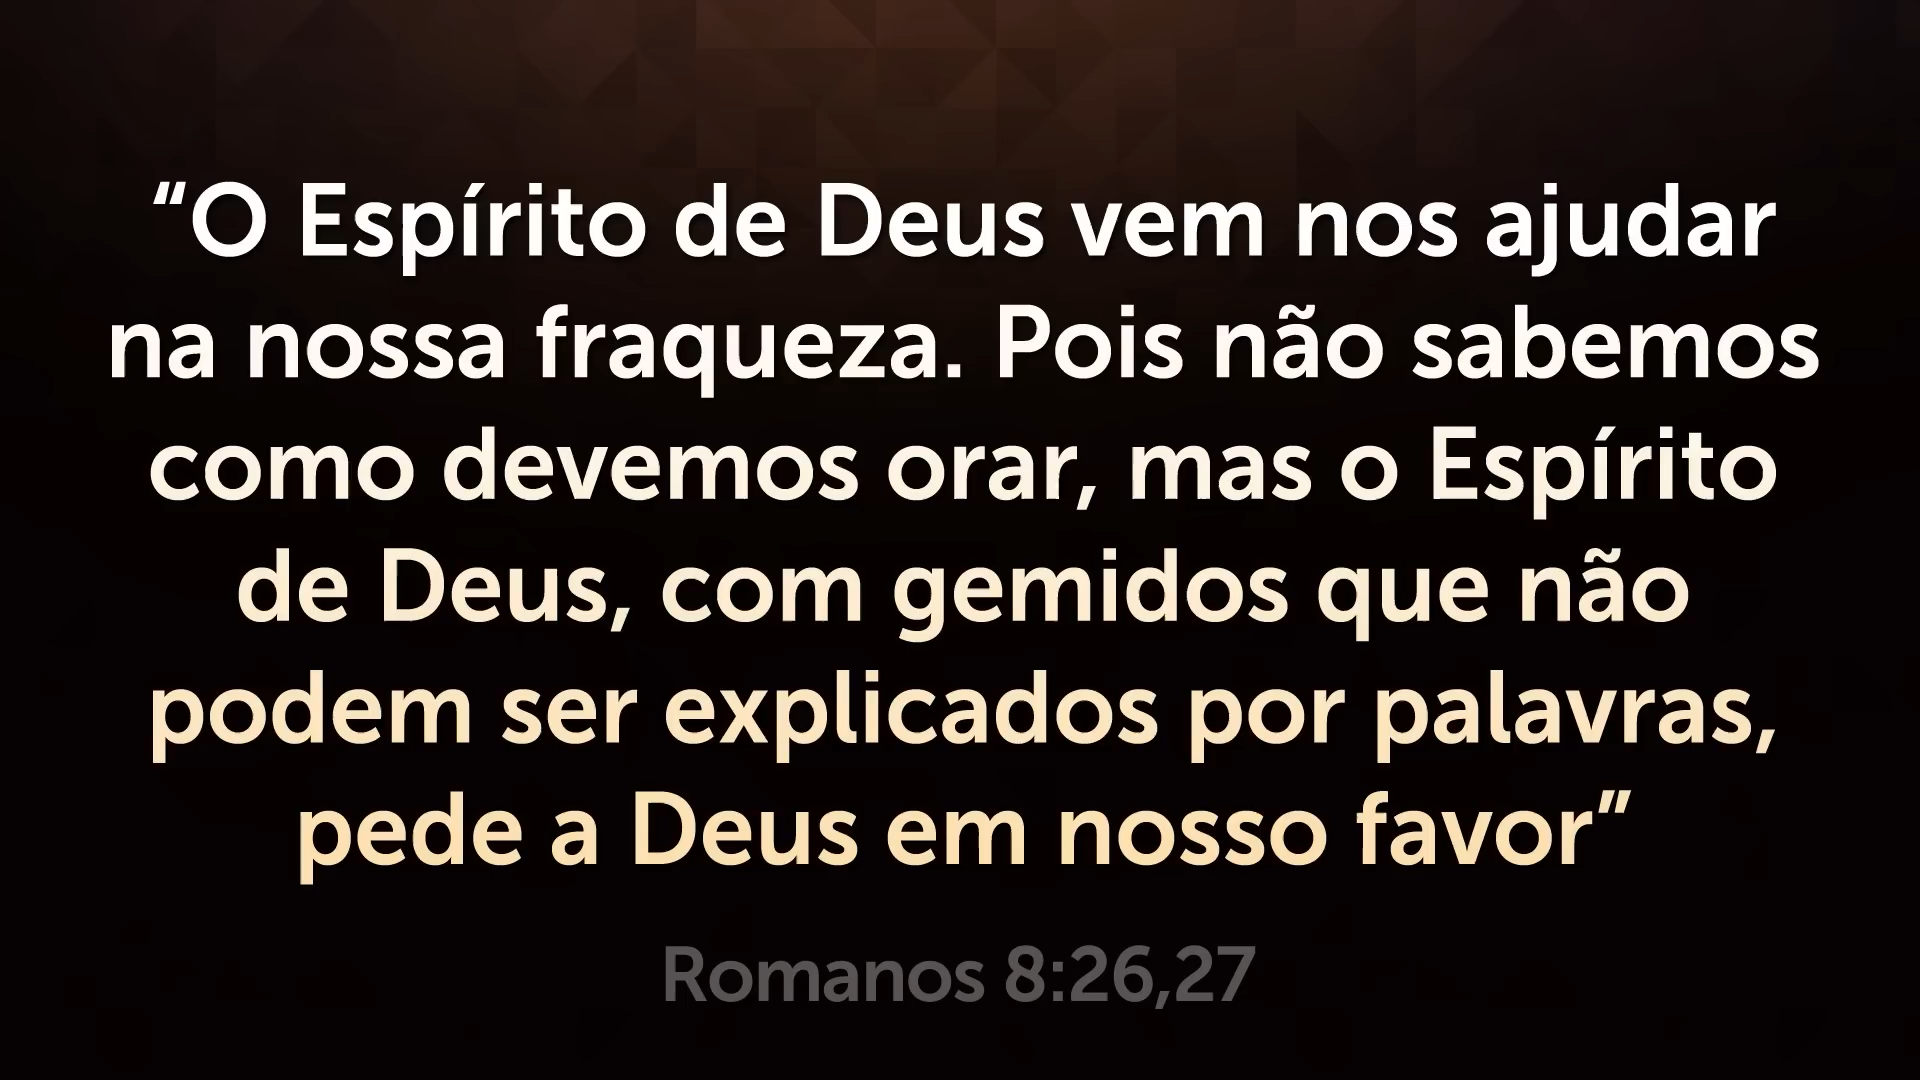 “O Espírito de Deus vem nos ajudar
na nossa fraqueza. Pois não sabemos
como devemos orar, mas o Espírito
de Deus, com gemidos que não
podem ser explicados por palavras,
pede a Deus em nosso favor”
Romanos 8:26,27